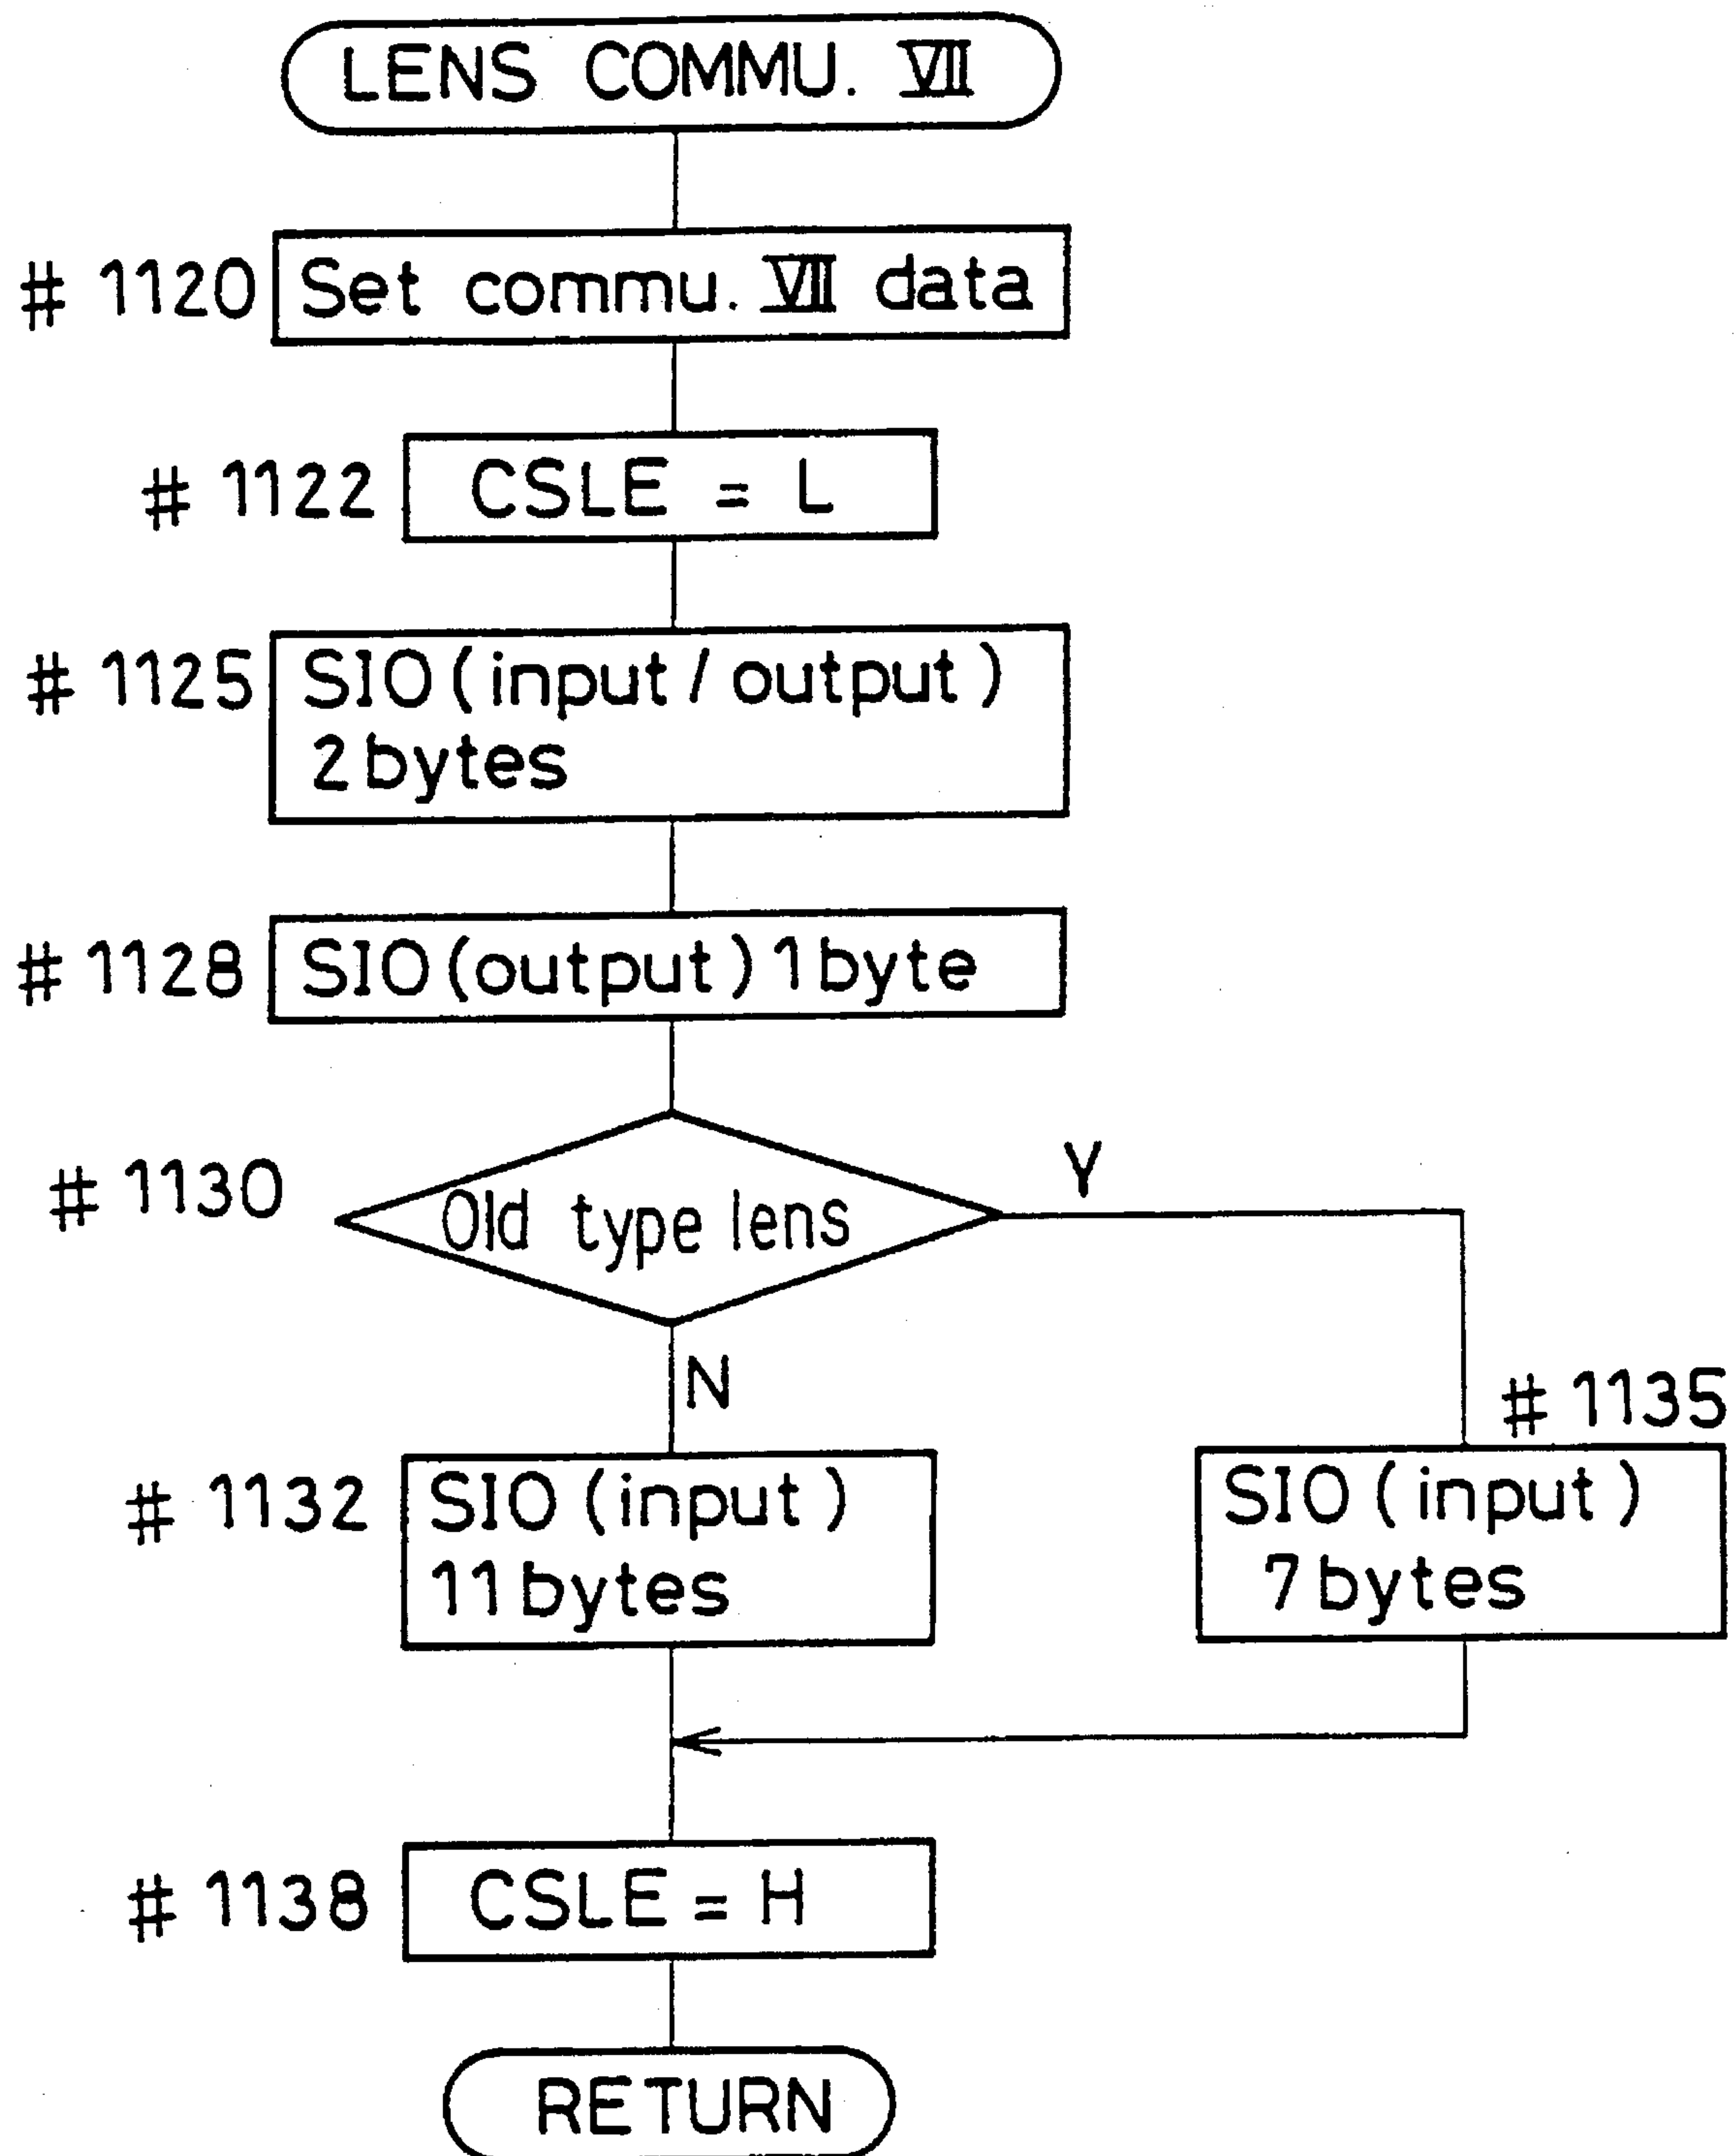 LENS COMMU. VII
# 1120 Set commu. VII data
# 1122 CSLE = L
# 1125 SIO (input / output)
2 bytes
# 1128 SIO (output) 1 byte
# 1130 Old type lens
Y
N
# 1135
# 1132 SIO (input)
11 bytes
SIO (input)
7 bytes
# 1138 CSLE = H
RETURN